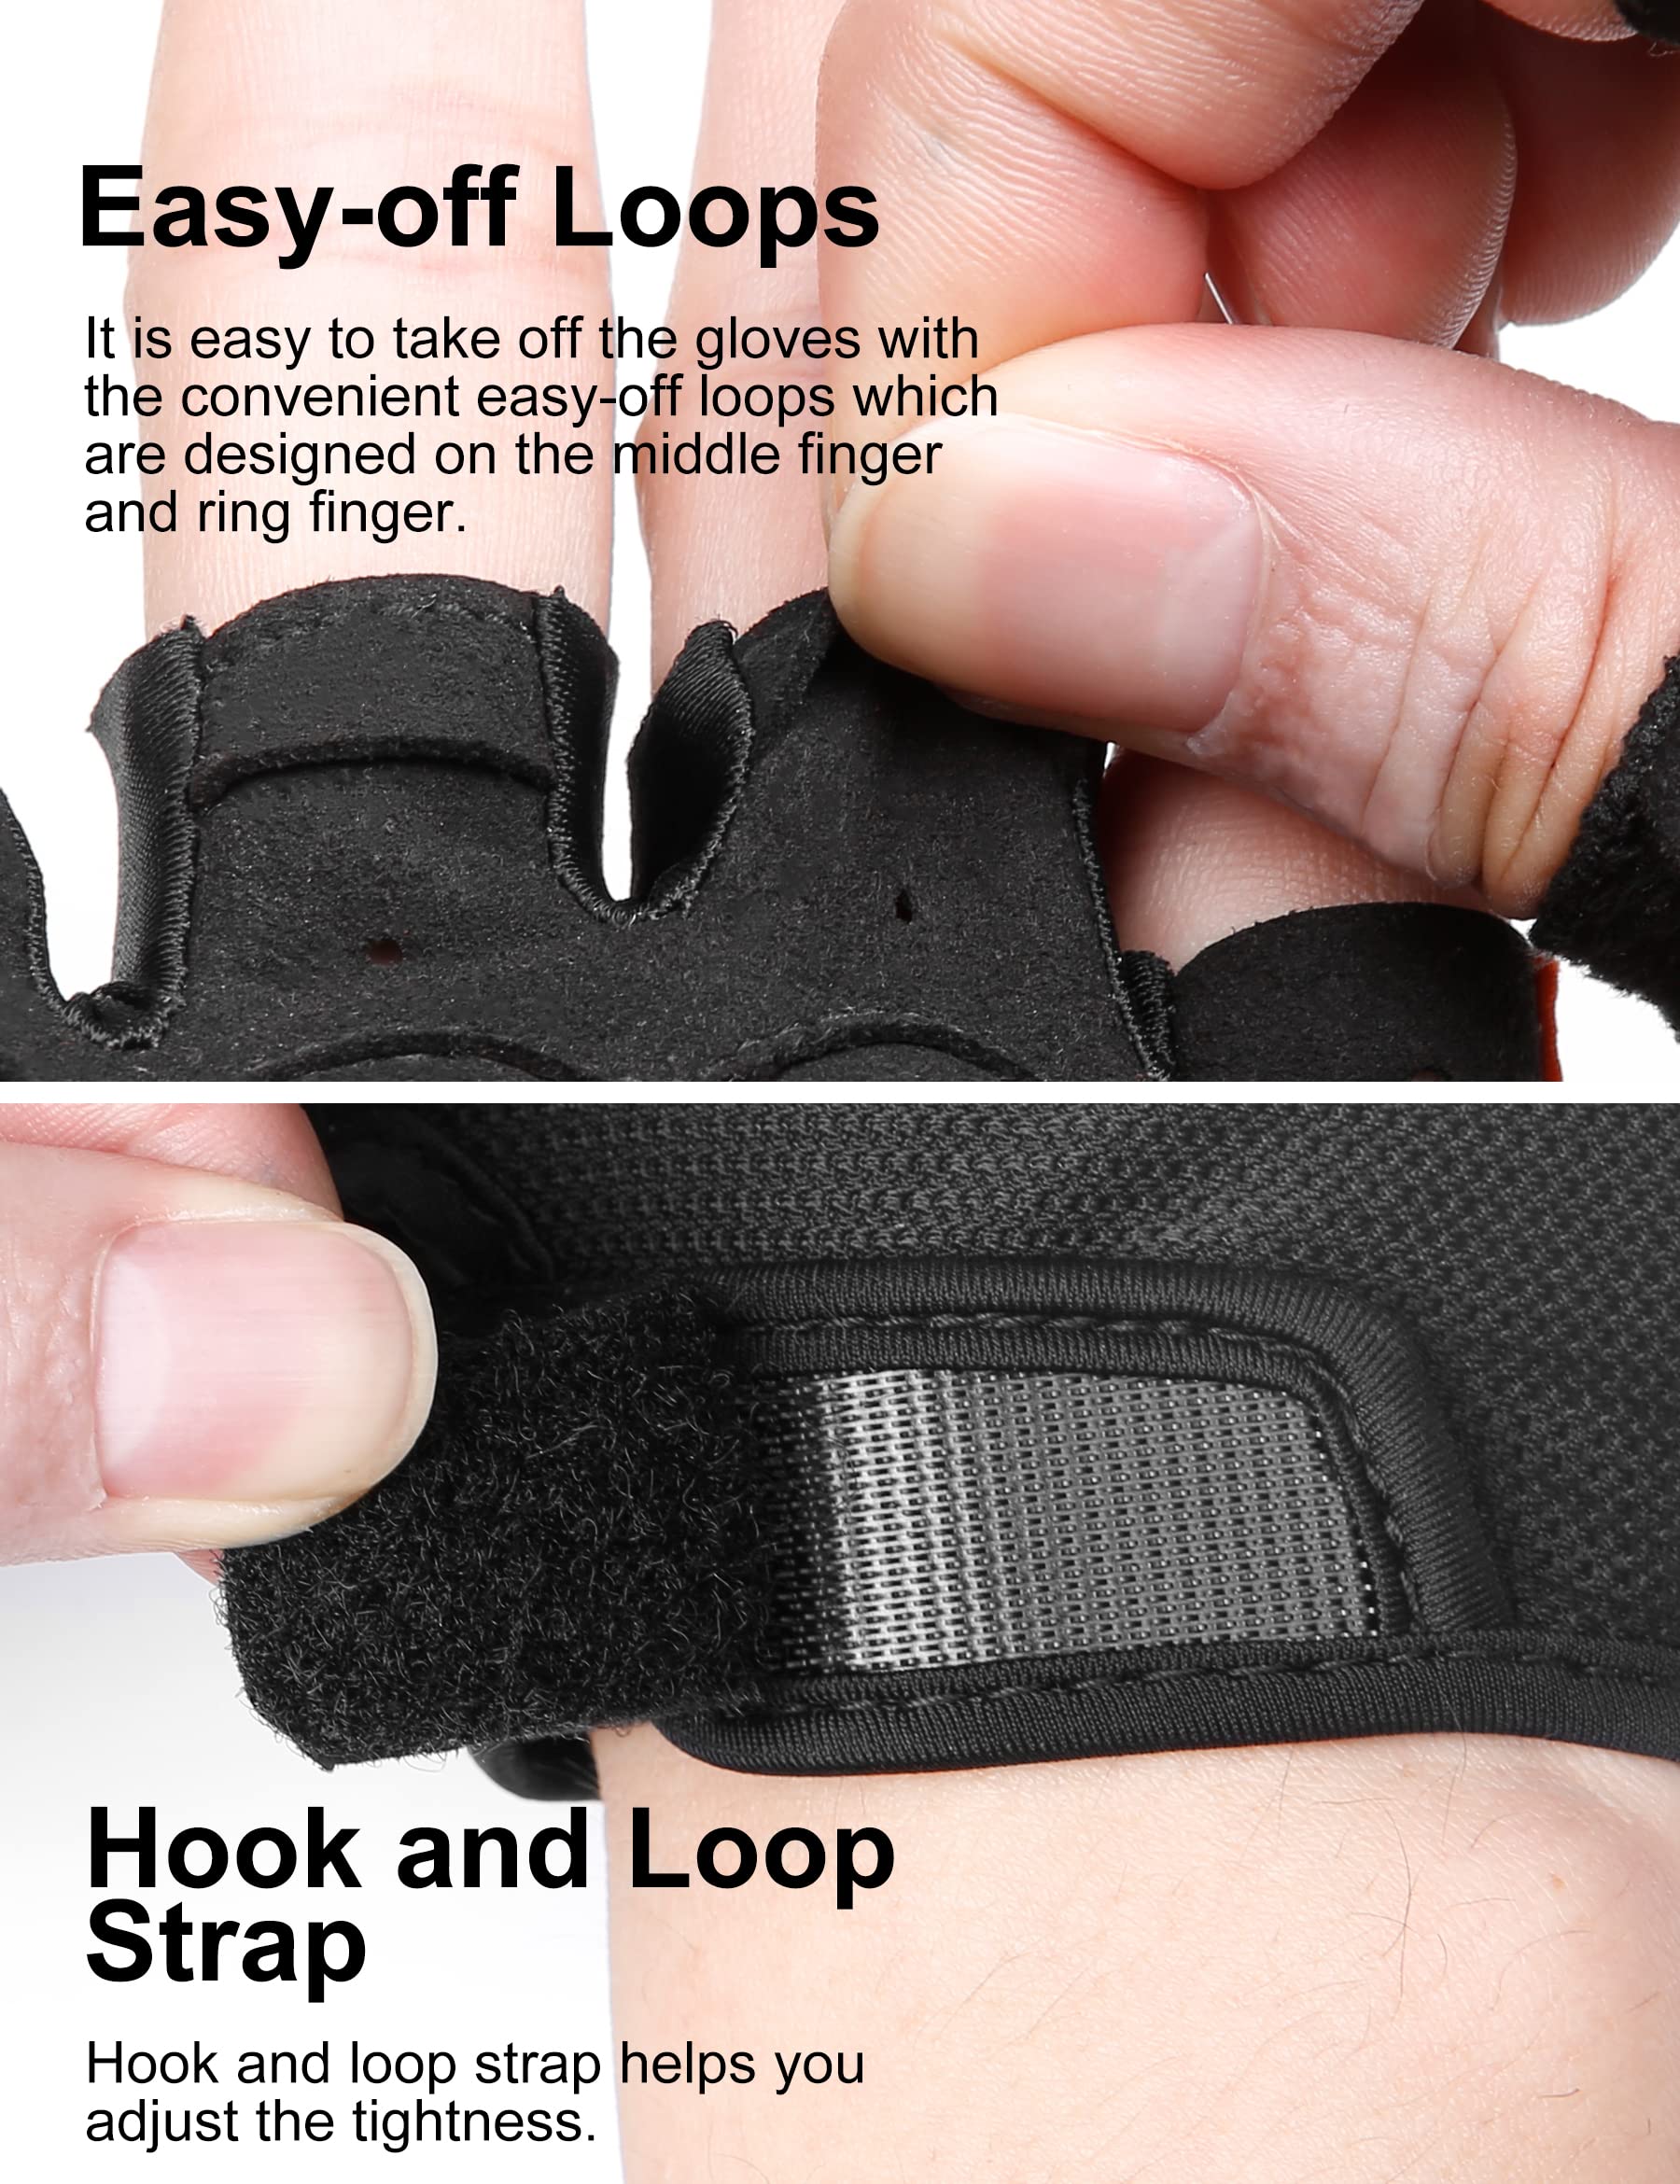 Easy-off Loops
It is easy to take off the gloves with
the convenient easy-off loops which
are designed on the middle finger
and ring finger.
Hook and Loop
Strap
Hook and loop strap helps you
adjust the tightness.